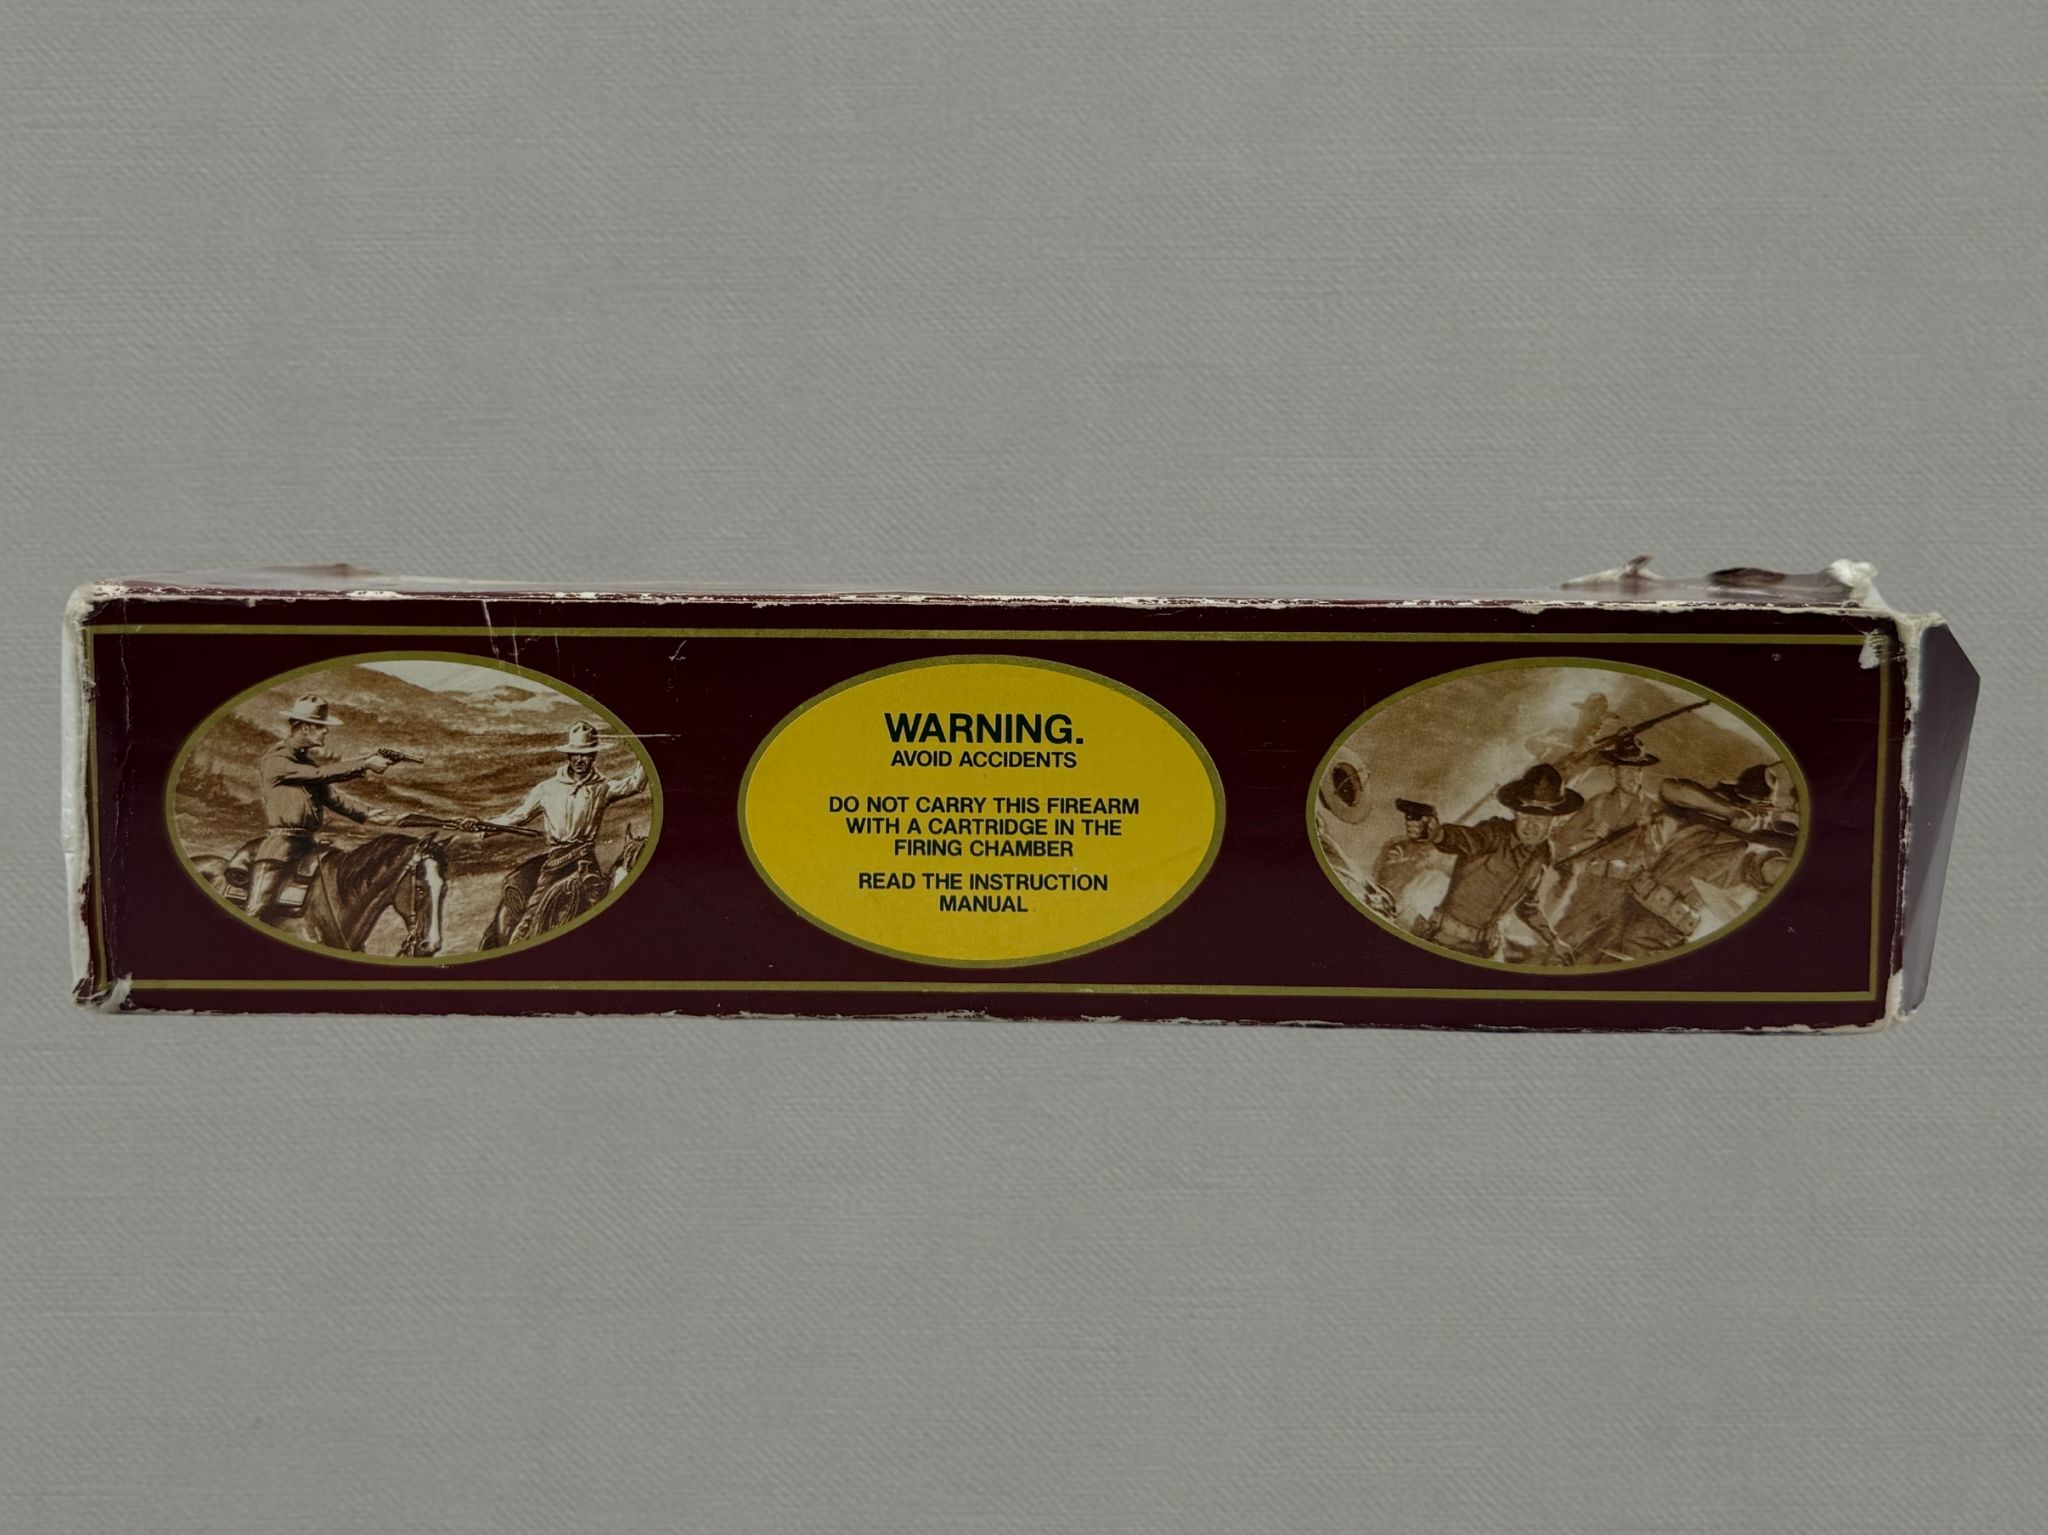 WARNING.
AVOID ACCIDENTS
DO NOT CARRY THIS FIREARM
WITH A CARTRIDGE IN THE
FIRING CHAMBER
READ THE INSTRUCTION
MANUAL